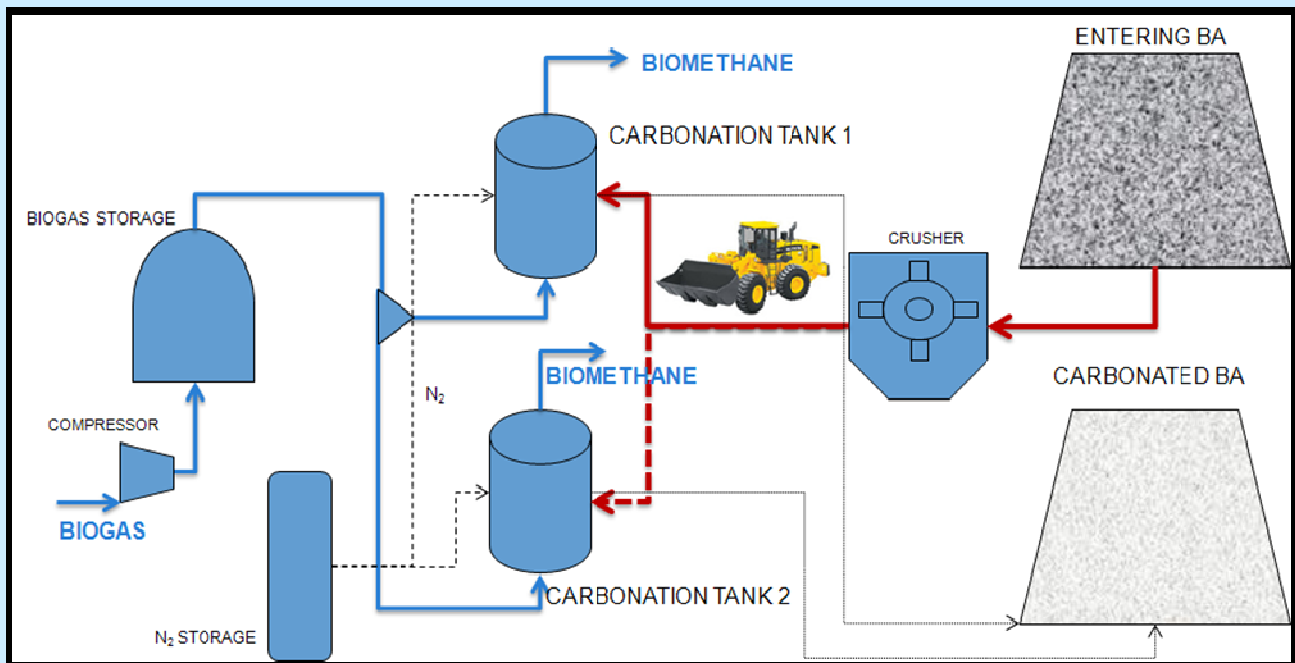 ENTERING BA
BIOMETHANE
CARBONATION TANK 1
BIOGAS STORAGE
CRUSHER
BIOMETHANE
CARBONATED BA
N₂
COMPRESSOR
BIOGAS
CARBONATION TANK 2
N₂ STORAGE